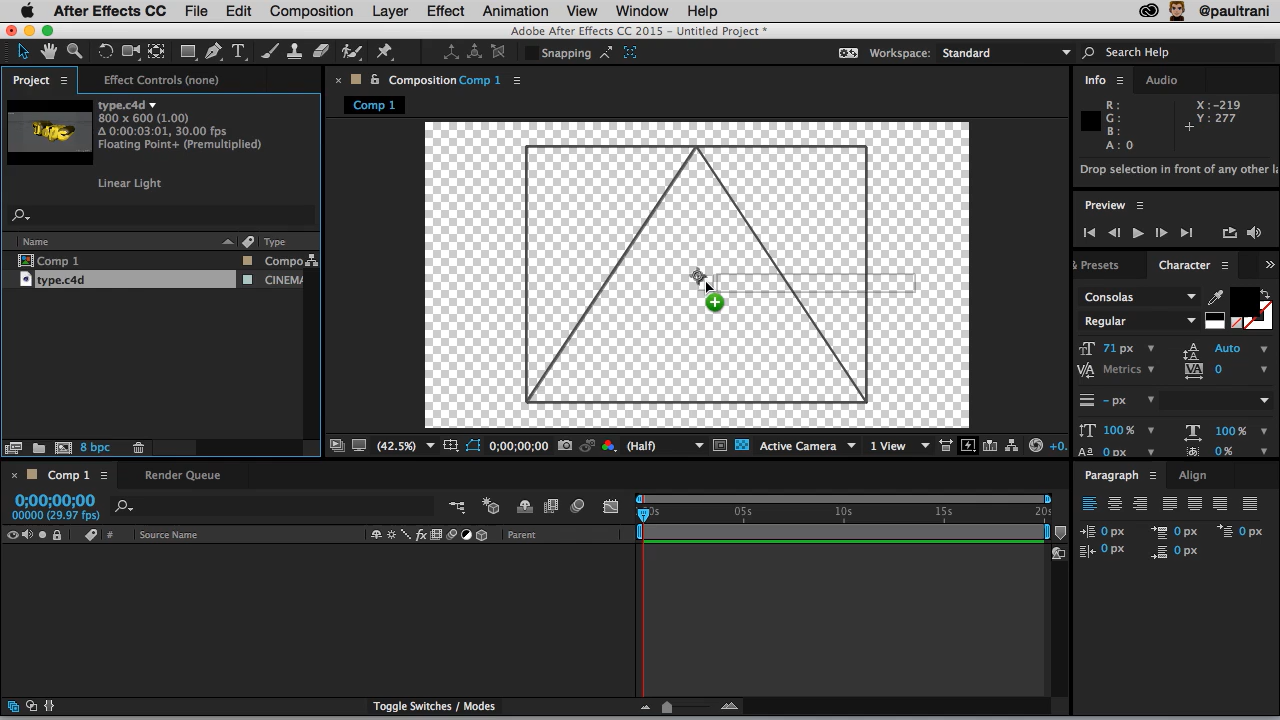 After Effects CC File Edit Composition Layer Effect Animation View Window Help @paultrani
Adobe After Effects CC 2015 - Untitled Project *
T Snapping Workspace: Standard Search Help
Project Effect Controls (none)
type.c4d
800 x 600 (1.00)
Δ 0:00:03:01, 30.00 fps
Floating Point+ (Premultiplied)
Linear Light
Name Type
Comp 1 Compo
type.c4d CINEMA
8 bpc
Composition Comp 1
Comp 1
(42.5%) 0;00;00;00 (Half) Active Camera 1 View +0.
Info Audio
R : X : -219
G : Y : 277
B :
A : 0
Drop selection in front of any other la
Preview
Presets Character
Consolas
Regular
71 px Auto
Metrics 0
- px
100 % 100 %
0 px 0 %
Comp 1 Render Queue
0;00;00;00
00000 (29.97 fps)
# Source Name Parent
0s 05s 10s 15s 20s
Toggle Switches / Modes
Paragraph Align
0 px 0 px 0 px
0 px 0 px